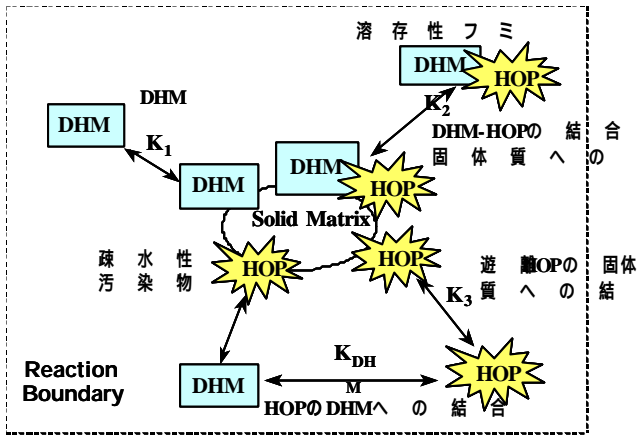 溶存性フミ
DHM
HOP
DHM
DHM
K1
K2
DHM-HOPの結合
固体質への
DHM
DHM
HOP
Solid Matrix
疎水性
汚染物
HOP
HOP
遊離HOPの固体
質への結
K3
Reaction
Boundary
DHM
KDH
M
HOP
HOPのDHMへの結合